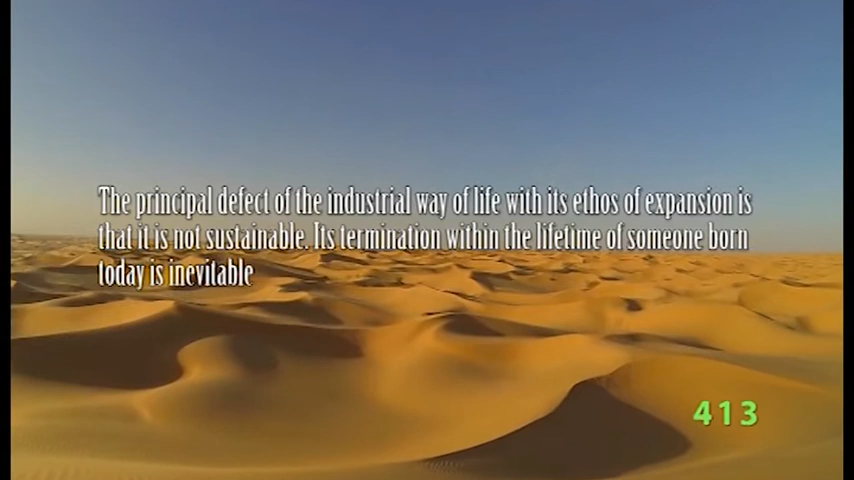 The principal defect of the industrial way of life with its ethos of expansion is
that it is not sustainable. Its termination within the lifetime of someone born
today is inevitable
413